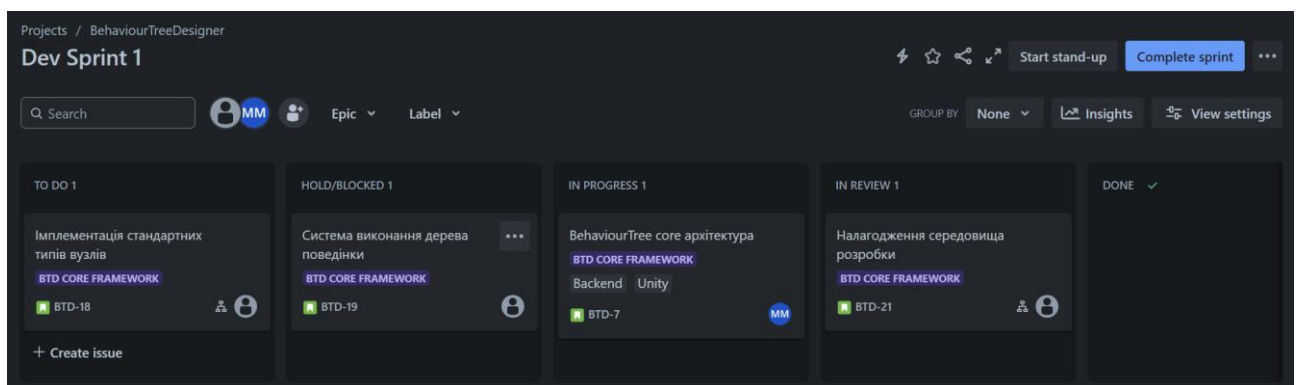 Projects / BehaviourTreeDesigner
Dev Sprint 1
Start stand-up
Complete sprint
Search
MM
Epic
Label
GROUP BY
None
Insights
View settings
TO DO 1
Імплементація стандартних
типів вузлів
BTD CORE FRAMEWORK
BTD-18
+ Create issue
HOLD/BLOCKED 1
Система виконання дерева
поведінки
BTD CORE FRAMEWORK
BTD-19
IN PROGRESS 1
BehaviourTree core архітектура
BTD CORE FRAMEWORK
Backend Unity
BTD-7
MM
IN REVIEW 1
Налагодження середовища
розробки
BTD CORE FRAMEWORK
BTD-21
DONE